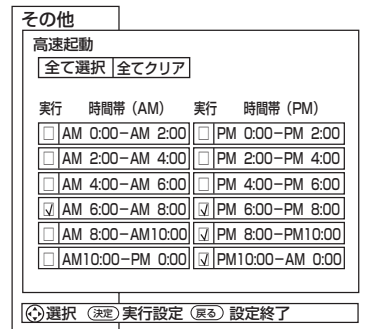 その他
高速起動
全て選択 全てクリア
実行 時間帯（AM） 実行 時間帯（PM）
□ AM 0:00−AM 2:00 □ PM 0:00−PM 2:00
□ AM 2:00−AM 4:00 □ PM 2:00−PM 4:00
□ AM 4:00−AM 6:00 □ PM 4:00−PM 6:00
☑ AM 6:00−AM 8:00 ☑ PM 6:00−PM 8:00
□ AM 8:00−AM10:00 ☑ PM 8:00−PM10:00
□ AM10:00−PM 0:00 ☑ PM10:00−AM 0:00
選択 決定 実行設定 戻る 設定終了